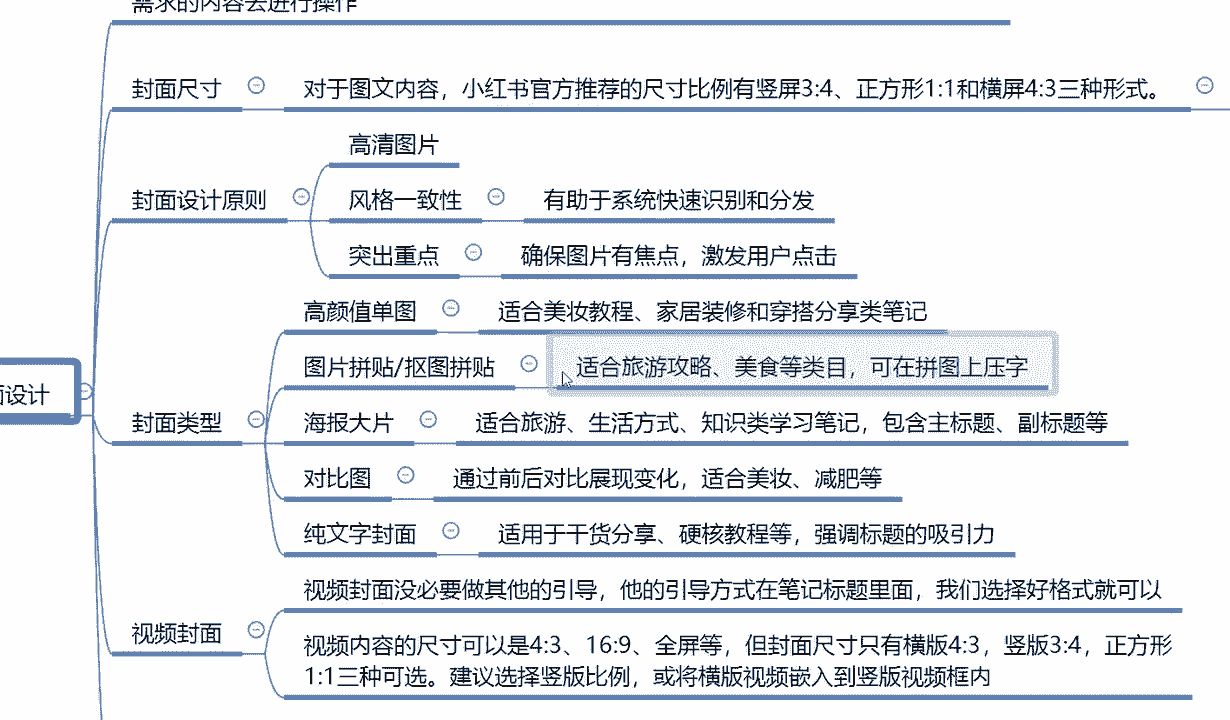 需求的内容去进行操作
封面尺寸
对于图文内容，小红书官方推荐的尺寸比例有竖屏3:4、正方形1:1和横屏4:3三种形式。
高清图片
封面设计原则
风格一致性
有助于系统快速识别和分发
突出重点
确保图片有焦点，激发用户点击
高颜值单图
适合美妆教程、家居装修和穿搭分享类笔记
图片拼贴/抠图拼贴
适合旅游攻略、美食等类目，可在拼图上压字
面设计
封面类型
海报大片
适合旅游、生活方式、知识类学习笔记，包含主标题、副标题等
对比图
通过前后对比展现变化，适合美妆、减肥等
纯文字封面
适用于干货分享、硬核教程等，强调标题的吸引力
视频封面没必要做其他的引导，他的引导方式在笔记标题里面，我们选择好格式就可以
视频封面
视频内容的尺寸可以是4:3、16:9、全屏等，但封面尺寸只有横版4:3，竖版3:4，正方形
1:1三种可选。建议选择竖版比例，或将横版视频嵌入到竖版视频框内